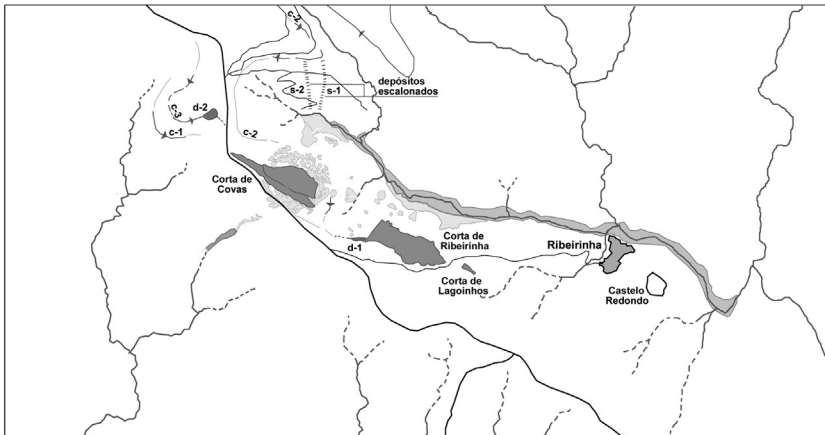 c-2
depósitos
escalonados
s-2
s-1
d-2
c-3
c-1
c-2
Corta de
Covas
d-1
Corta de
Ribeirinha
Ribeirinha
Corta de
Lagoinhos
Castelo
Redondo